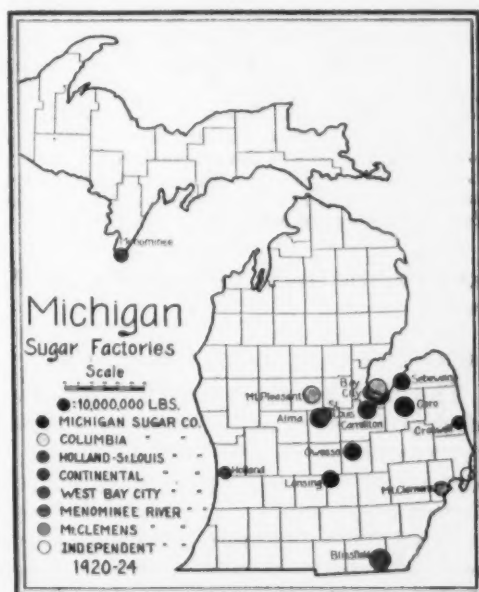 Menominee
Michigan
Sugar Factories
Scale
:10,000,000 LBS.
MICHIGAN SUGAR CO.
COLUMBIA " "
HOLLAND-St.LOUIS " "
CONTINENTAL " "
WEST BAY CITY " "
MENOMINEE RIVER " "
Mt.CLEMENS " "
INDEPENDENT " "
1920-24
Bay
City
Sebewaing
Mt.Pleasant
St.
Louis
Caro
Alma
Carrollton
Croswell
Owosso
Holland
Lansing
Mt.Clemens
Blissfield